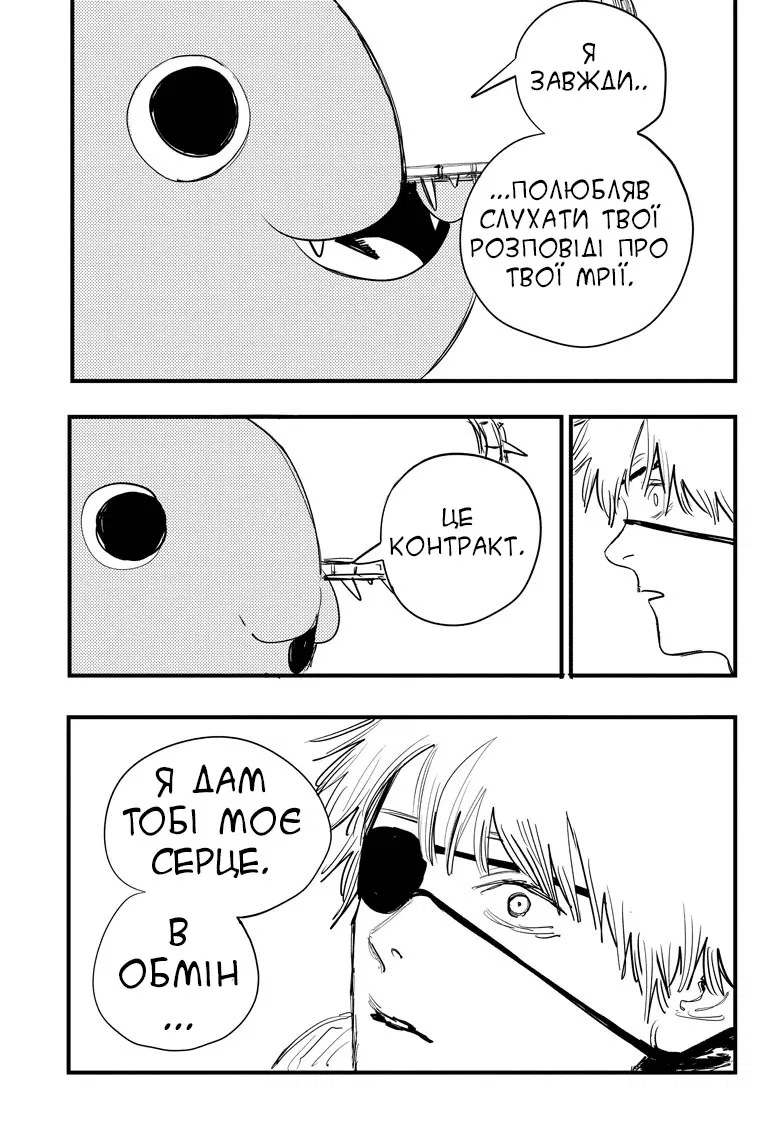 Я
ЗАВЖДИ..
...ПОЛЮБЛЯВ
СЛУХАТИ ТВОЇ
РОЗПОВІДІ ПРО
ТВОЇ МРІЇ.
ЦЕ
КОНТРАКТ.
Я ДАМ
ТОБІ МОЄ
СЕРЦЕ.
В
ОБМІН
...